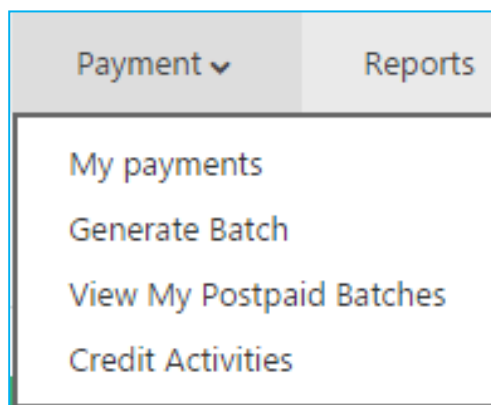 Payment Reports
My payments
Generate Batch
View My Postpaid Batches
Credit Activities